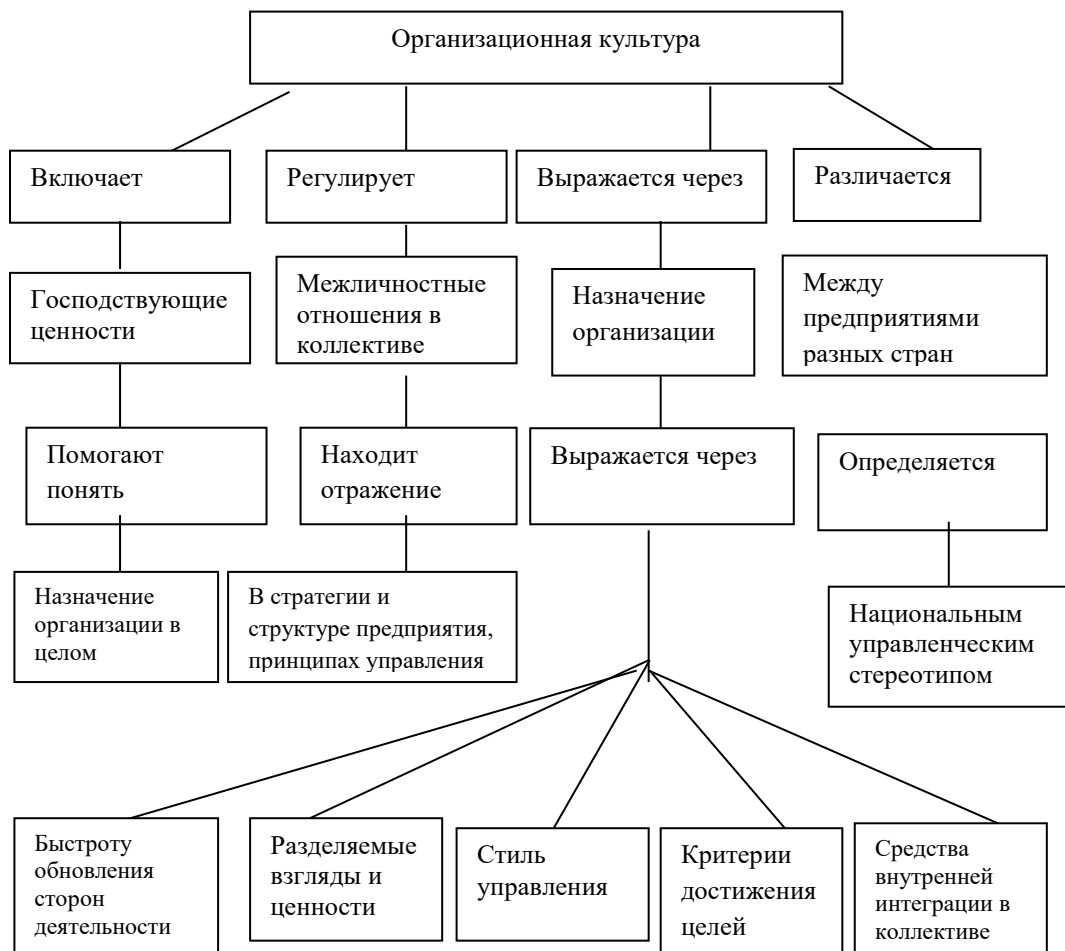 Организационная культура
Включает
Регулирует
Выражается через
Различается
Господствующие
ценности
Межличностные
отношения в
коллективе
Назначение
организации
Между
предприятиями
разных стран
Помогают
понять
Находит
отражение
Выражается через
Определяется
Назначение
организации в
целом
В стратегии и
структуре предприятия,
принципах управления
Национальным
управленческим
стереотипом
Быстроту
обновления
сторон
деятельности
Разделяемые
взгляды и
ценности
Стиль
управления
Критерии
достижения
целей
Средства
внутренней
интеграции в
коллективе